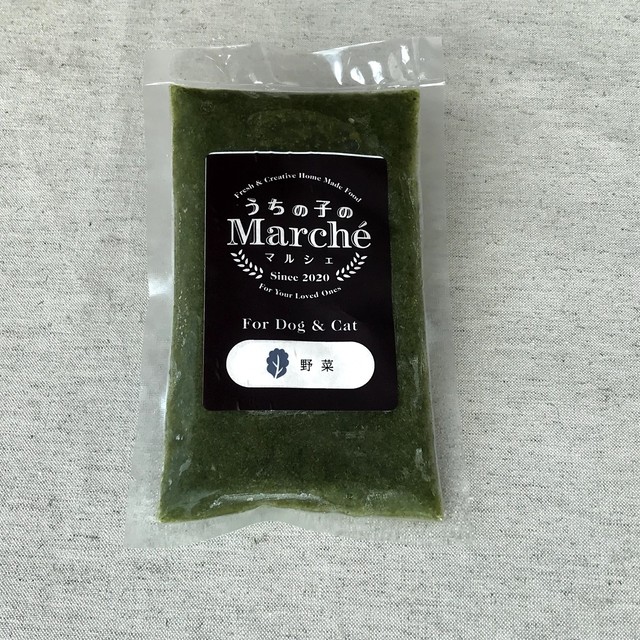 Fresh & Creative Home Made Food
うちの子の
Marché
マルシェ
Since 2020
For Your Loved Ones
For Dog & Cat
野菜